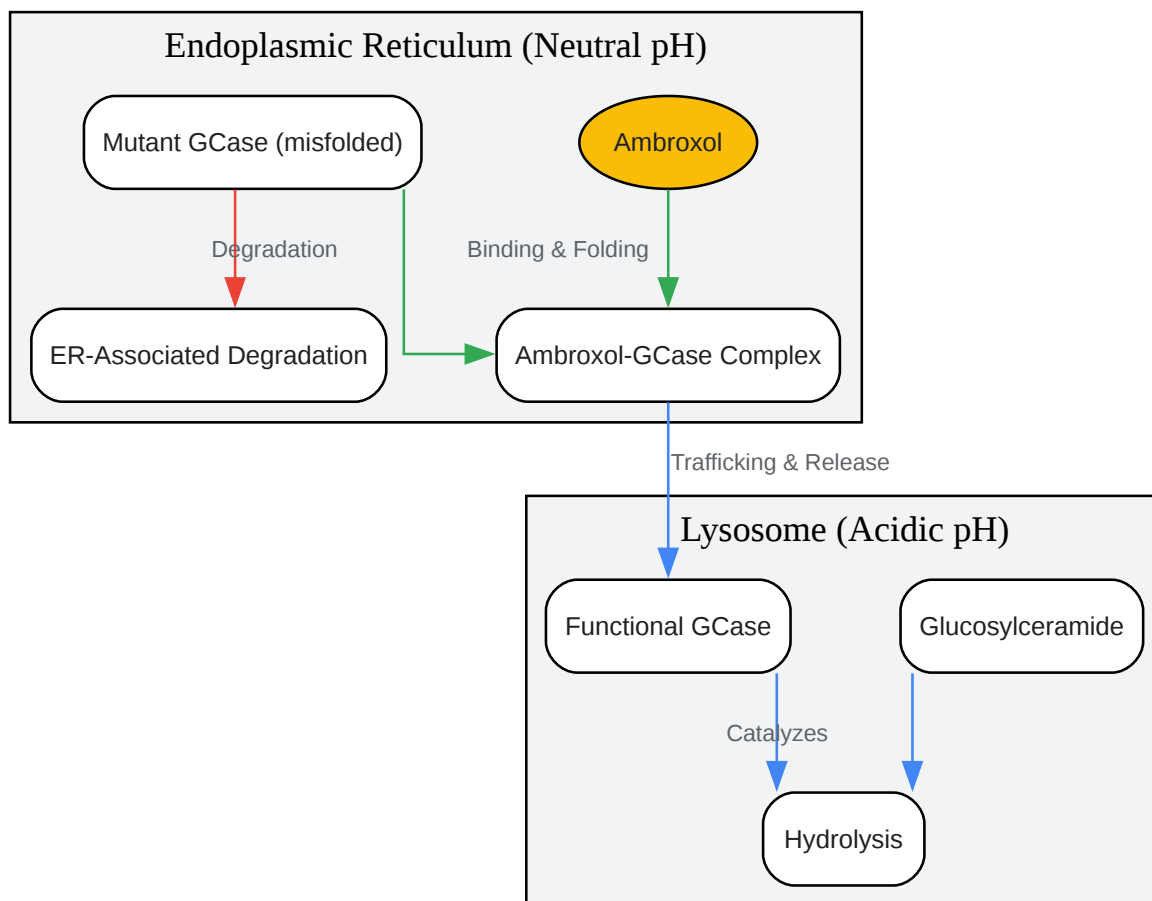 Endoplasmic Reticulum (Neutral pH)
Mutant GCase (misfolded)
Ambroxol
Degradation
Binding & Folding
ER-Associated Degradation
Ambroxol-GCase Complex
Trafficking & Release
Lysosome (Acidic pH)
Functional GCase
Glucosylceramide
Catalyzes
Hydrolysis